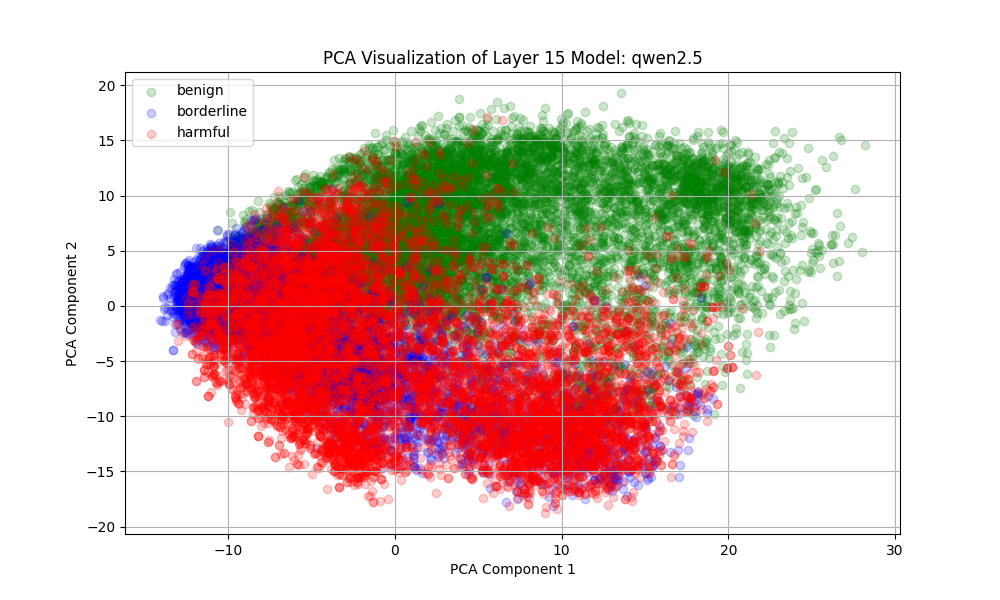 PCA Visualization of Layer 15 Model: qwen2.5
benign
borderline
harmful
20
15
10
5
0
−5
−10
−15
−20
PCA Component 2
−10
0
10
20
30
PCA Component 1